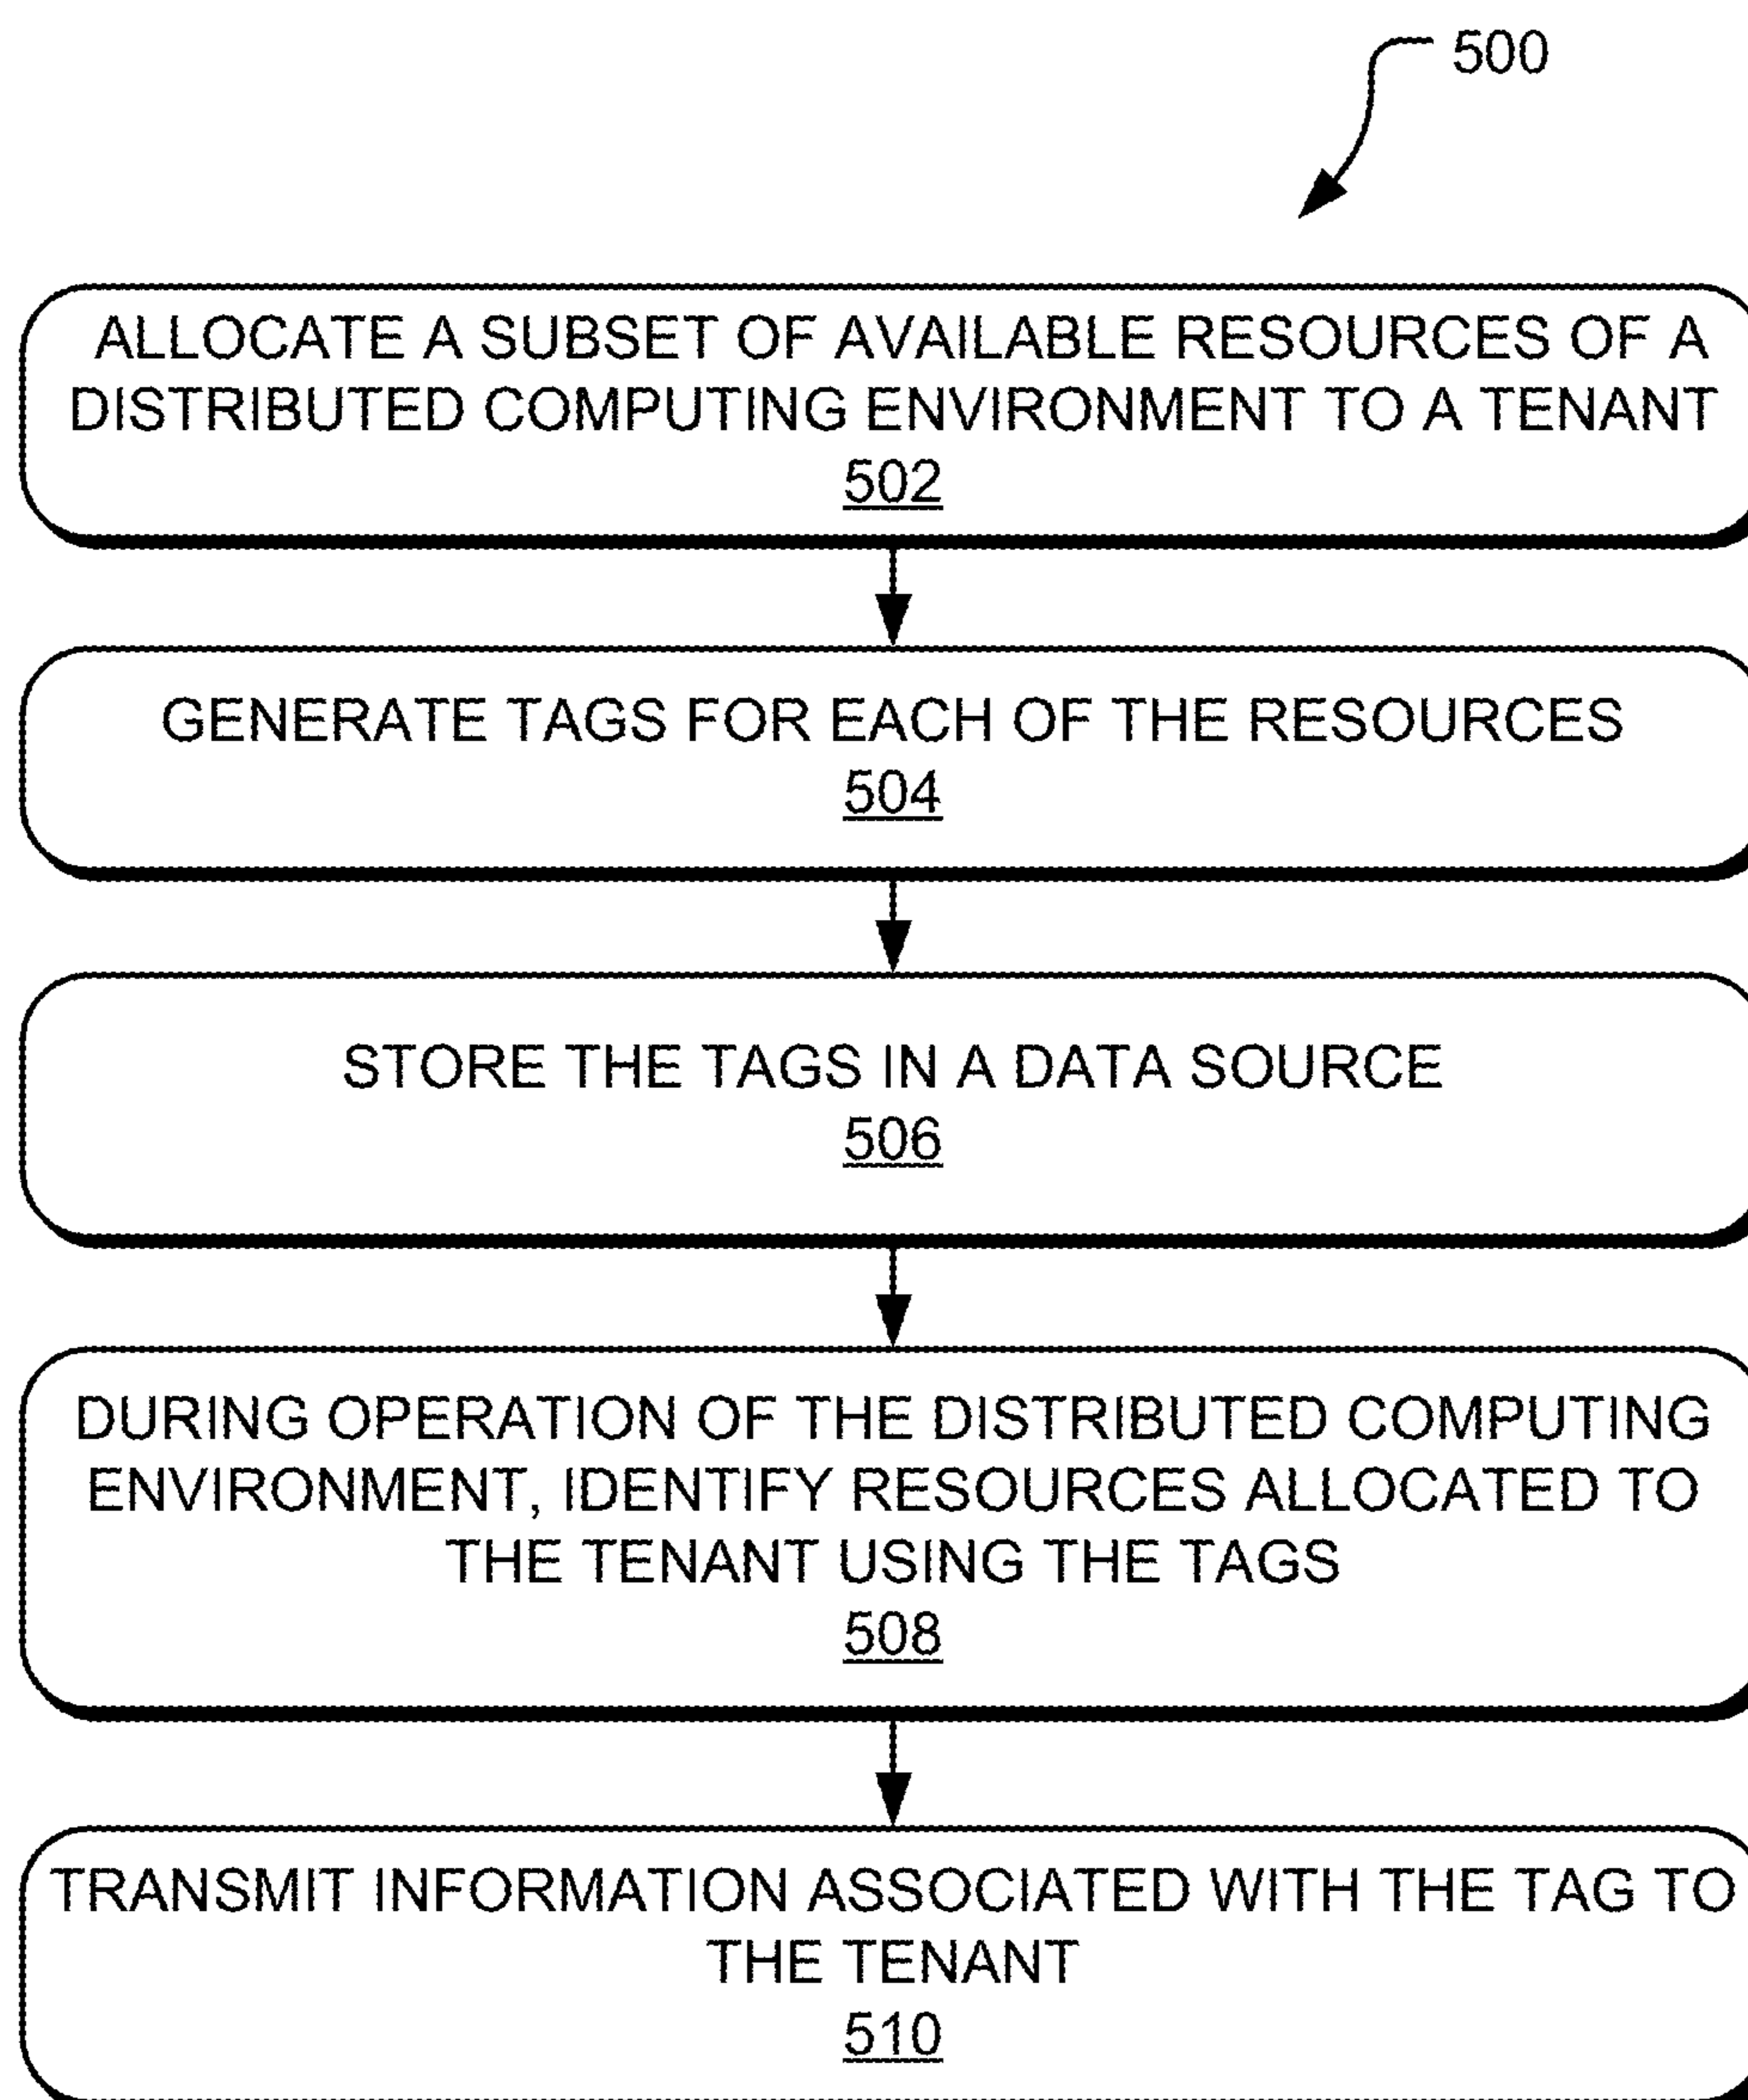 500
ALLOCATE A SUBSET OF AVAILABLE RESOURCES OF A
DISTRIBUTED COMPUTING ENVIRONMENT TO A TENANT
502
GENERATE TAGS FOR EACH OF THE RESOURCES
504
STORE THE TAGS IN A DATA SOURCE
506
DURING OPERATION OF THE DISTRIBUTED COMPUTING
ENVIRONMENT, IDENTIFY RESOURCES ALLOCATED TO
THE TENANT USING THE TAGS
508
TRANSMIT INFORMATION ASSOCIATED WITH THE TAG TO
THE TENANT
510